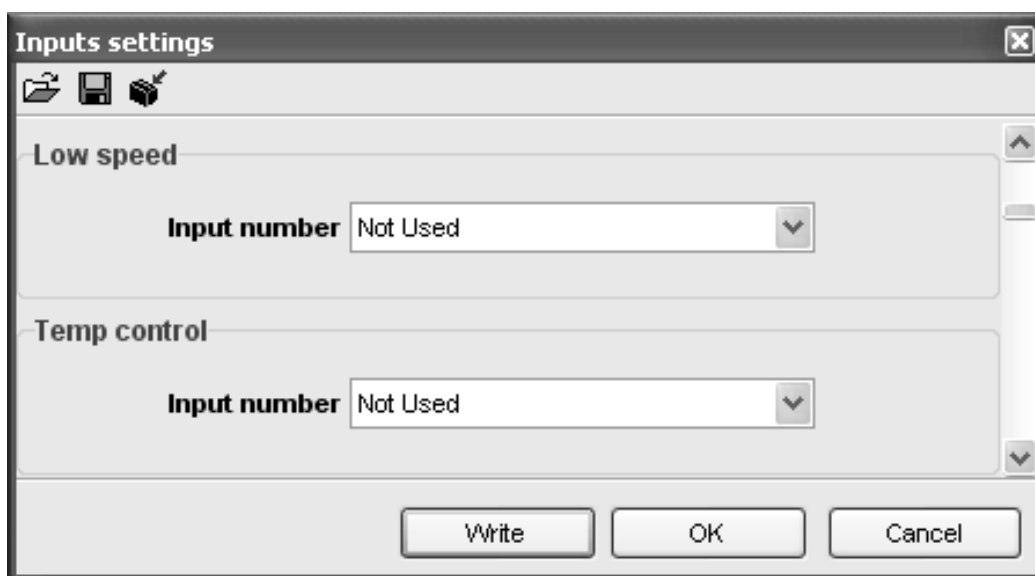 Inputs settings
Low speed
Input number Not Used
Temp control
Input number Not Used
Write OK Cancel